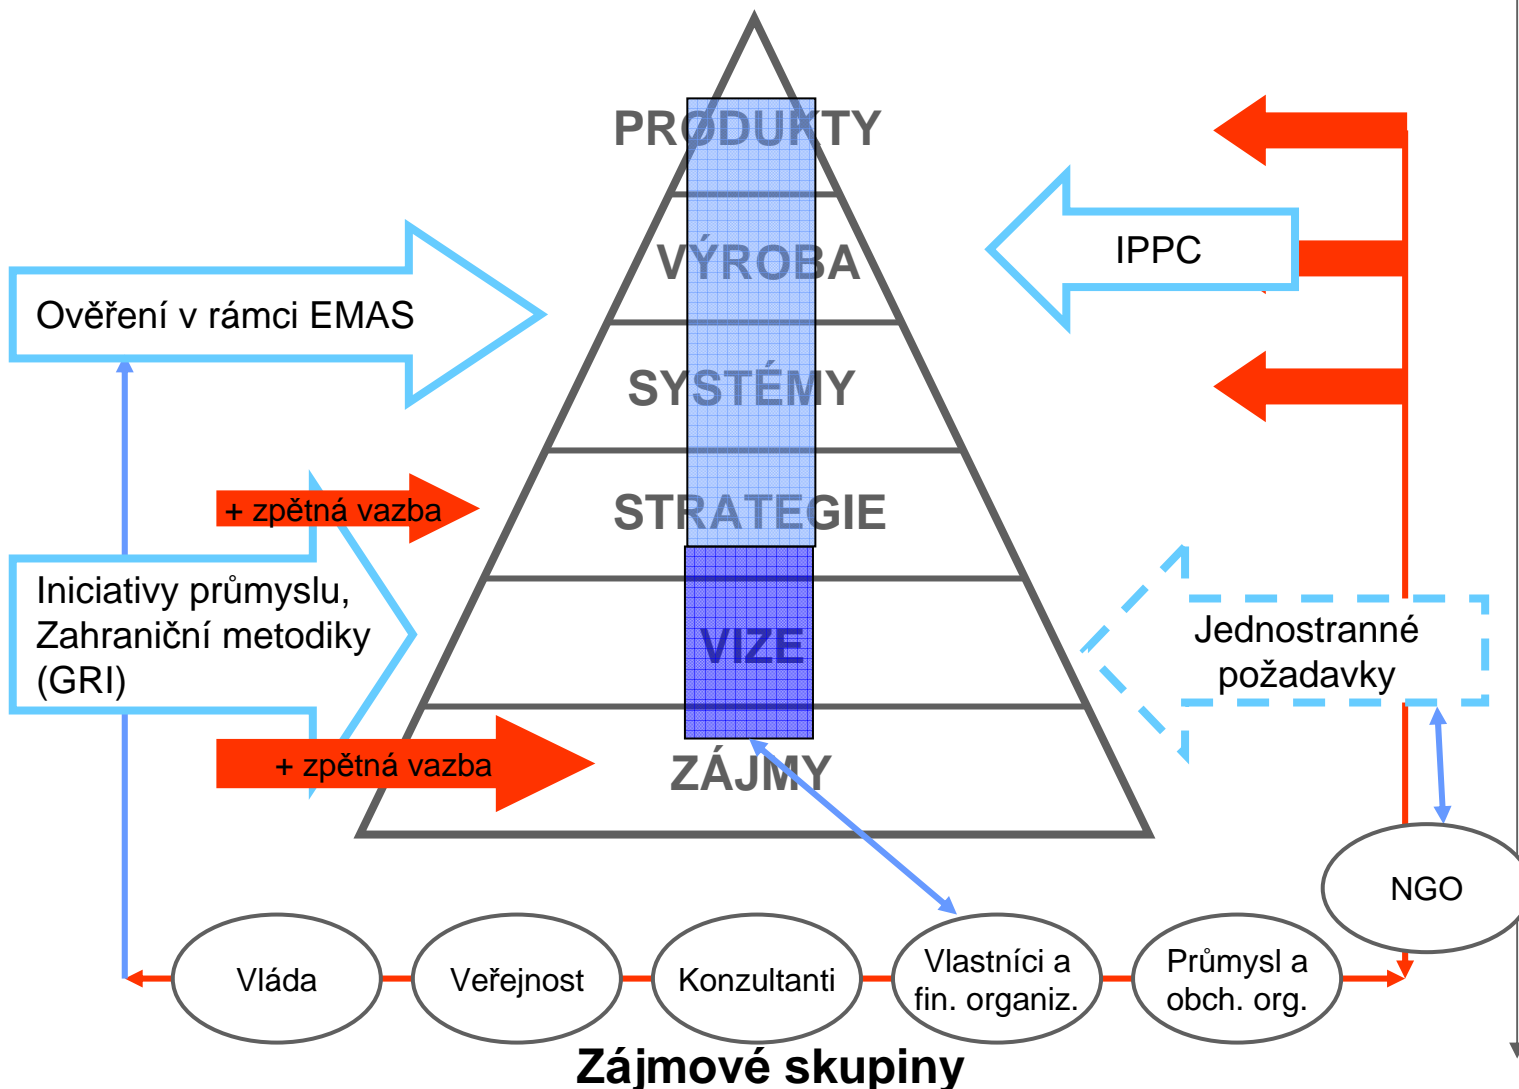 PRODUKTY
VÝROBA
IPPC
Ověření v rámci EMAS
SYSTÉMY
+ zpětná vazba
STRATEGIE
Iniciativy průmyslu,
Zahraniční metodiky
(GRI)
VIZE
Jednostranné
požadavky
+ zpětná vazba
ZÁJMY
NGO
Vláda
Veřejnost
Konzultanti
Vlastníci a
fin. organiz.
Průmysl a
obch. org.
Zájmové skupiny